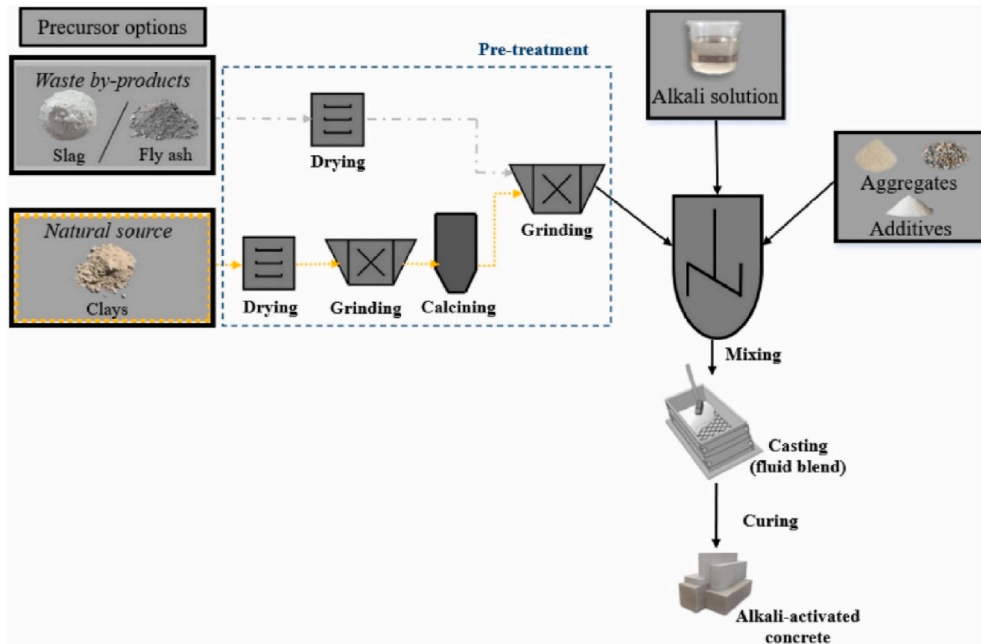 Precursor options
Waste by-products
Slag
Fly ash
Natural source
Clays
Pre-treatment
Drying
Grinding
Drying
Grinding
Calcining
Alkali solution
Aggregates
Additives
Mixing
Casting
(fluid blend)
Curing
Alkali-activated
concrete